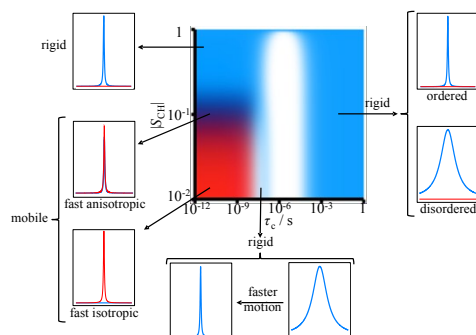 rigid
1
|S_CH|
10^-1
10^-2
10^-12
10^-9
10^-6
10^-3
1
τ_c / s
rigid
ordered
disordered
mobile
fast anisotropic
fast isotropic
rigid
faster
motion